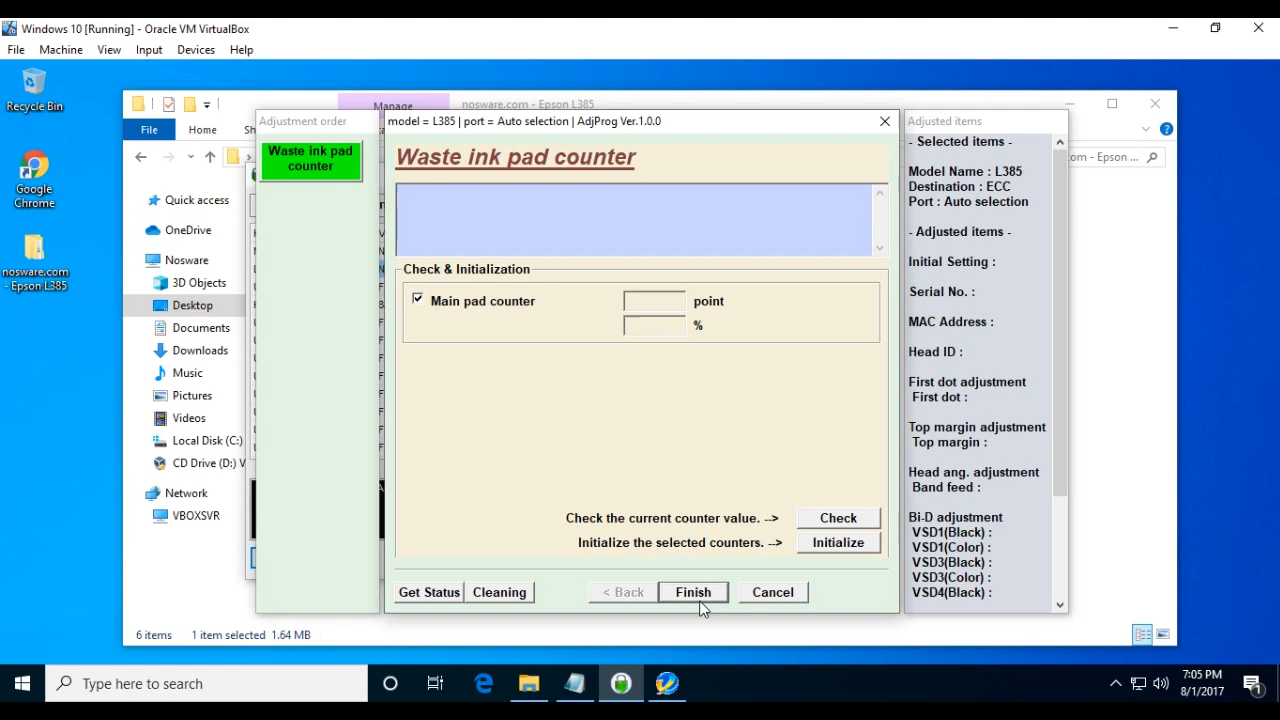 Windows 10 [Running] - Oracle VM VirtualBox
File Machine View Input Devices Help
Recycle Bin
Google
Chrome
nosware.com
- Epson L385
Manage
nosware.com - Epson L385
File Home
om - Epson ...
Quick access
OneDrive
Nosware
3D Objects
Desktop
Documents
Downloads
Music
Pictures
Videos
Local Disk (C:)
CD Drive (D:) V
Network
VBOXSVR
6 items 1 item selected 1.64 MB
Adjustment order
Waste ink pad
counter
model = L385 | port = Auto selection | AdjProg Ver.1.0.0
Waste ink pad counter
Check & Initialization
Main pad counter
point
%
Check the current counter value. -->
Check
Initialize the selected counters. -->
Initialize
Get Status
Cleaning
< Back
Finish
Cancel
Adjusted items
- Selected items -
Model Name : L385
Destination : ECC
Port : Auto selection
- Adjusted items -
Initial Setting :
Serial No. :
MAC Address :
Head ID :
First dot adjustment
First dot :
Top margin adjustment
Top margin :
Head ang. adjustment
Band feed :
Bi-D adjustment
VSD1(Black) :
VSD1(Color) :
VSD3(Black) :
VSD3(Color) :
VSD4(Black) :
Type here to search
7:05 PM
8/1/2017
1